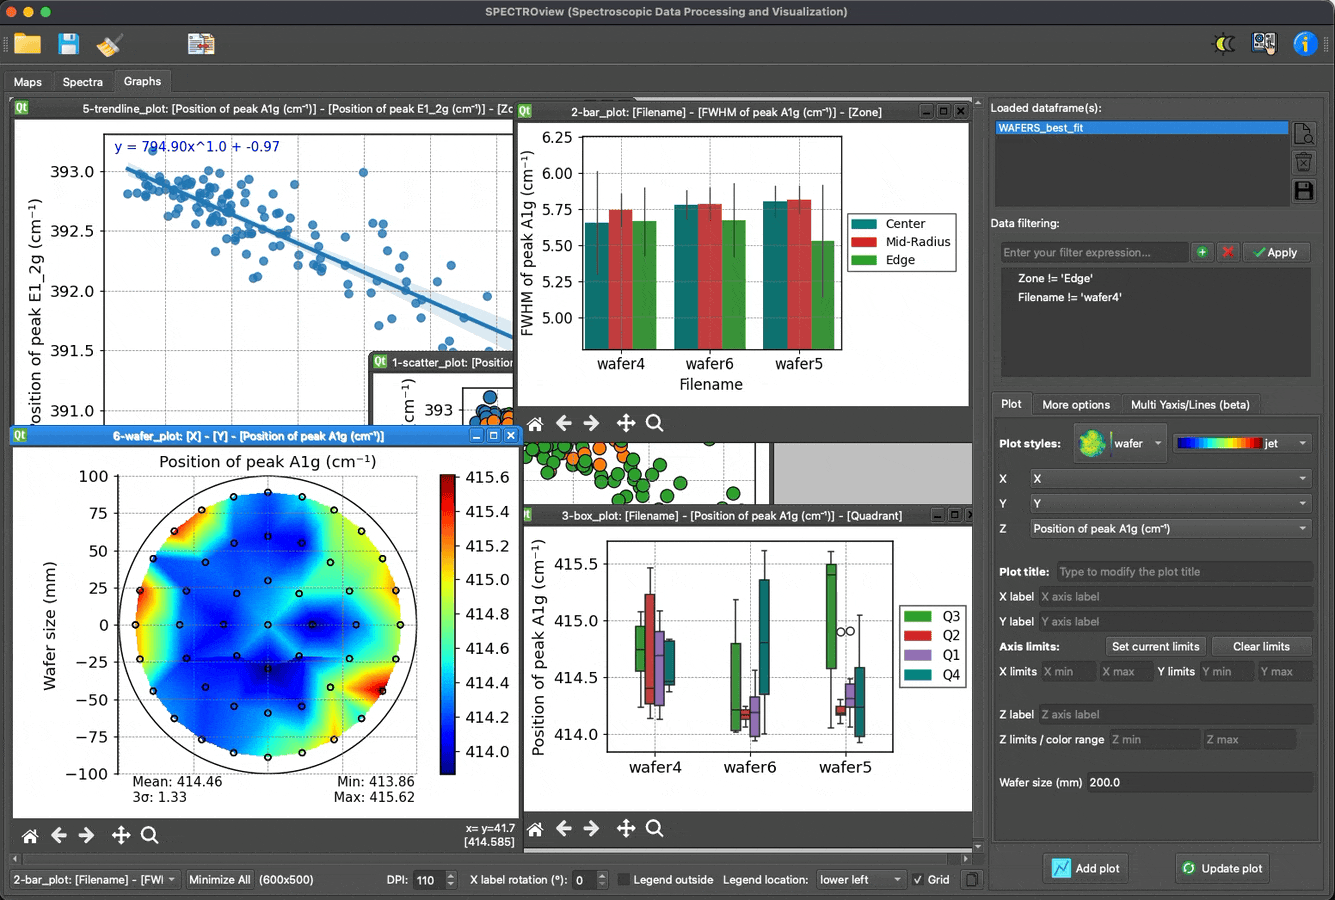 SPECTROview (Spectroscopic Data Processing and Visualization)
Maps
Spectra
Graphs
Qt
5-trendline_plot: [Position of peak A1g (cm⁻¹)] - [Position of peak E1_2g (cm⁻¹)] - [Zo
y = 794.90x^1.0 + -0.97
393.0
392.5
392.0
391.5
391.0
Position of peak E1_2g (cm⁻¹)
Qt
1-scatter_plot: [Position
(cm⁻¹)
393
Qt
2-bar_plot: [Filename] - [FWHM of peak A1g (cm⁻¹)] - [Zone]
6.25
6.00
5.75
5.50
5.25
5.00
FWHM of peak A1g (cm⁻¹)
wafer4
wafer6
wafer5
Filename
Center
Mid-Radius
Edge
Qt
6-wafer_plot: [X] - [Y] - [Position of peak A1g (cm⁻¹)]
Position of peak A1g (cm⁻¹)
100
75
50
25
0
−25
−50
−75
−100
Wafer size (mm)
415.6
415.4
415.2
415.0
414.8
414.6
414.4
414.2
414.0
Mean: 414.46
3σ: 1.33
Min: 413.86
Max: 415.62
x= y=41.7
[414.585]
3-box_plot: [Filename] - [Position of peak A1g (cm⁻¹)] - [Quadrant]
415.5
415.0
414.5
414.0
Position of peak A1g (cm⁻¹)
wafer4
wafer6
wafer5
Q3
Q2
Q1
Q4
2-bar_plot: [Filename] - [FWI
Minimize All
(600x500)
DPI:
110
X label rotation (°):
0
Legend outside
Legend location:
lower left
Grid
Loaded dataframe(s):
WAFERS_best_fit
Data filtering:
Enter your filter expression...
Apply
Zone != 'Edge'
Filename != 'wafer4'
Plot
More options
Multi Yaxis/Lines (beta)
Plot styles:
wafer
jet
X
X
Y
Y
Z
Position of peak A1g (cm⁻¹)
Plot title:
Type to modify the plot title
X label
X axis label
Y label
Y axis label
Axis limits:
Set current limits
Clear limits
X limits
X min
X max
Y limits
Y min
Y max
Z label
Z axis label
Z limits / color range
Z min
Z max
Wafer size (mm)
200.0
Add plot
Update plot